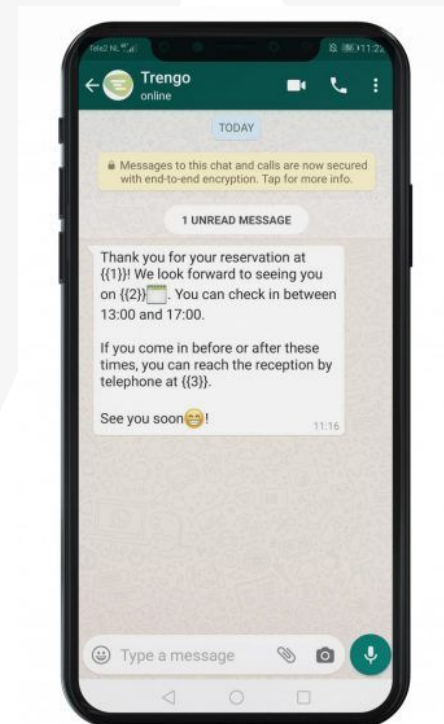 Tele2 NL
11:22
Trengo
online
TODAY
Messages to this chat and calls are now secured
with end-to-end encryption. Tap for more info.
1 UNREAD MESSAGE
Thank you for your reservation at
{{1}}! We look forward to seeing you
on {{2}}🗓. You can check in between
13:00 and 17:00.
If you come in before or after these
times, you can reach the reception by
telephone at {{3}}.
See you soon😁!
11:16
Type a message